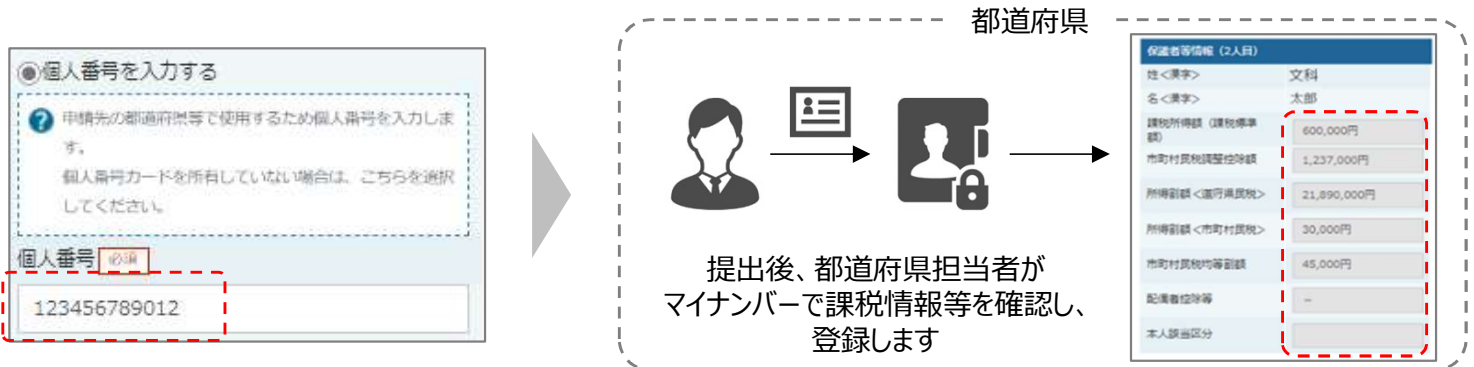 個人番号を入力する
申請先の都道府県等で使用するため個人番号を入力しま
す。
個人番号カードを所有していない場合は、こちらを選択
してください。
個人番号 必須
123456789012
都道府県
提出後、都道府県担当者が
マイナンバーで課税情報等を確認し、
登録します
保護者等情報（2人目）
姓<漢字> 文科
名<漢字> 太郎
課税所得額（課税標準
額） 600,000円
市町村民税調整控除額 1,237,000円
所得割額<道府県民税> 21,890,000円
所得割額<市町村民税> 30,000円
市町村民税均等割額 45,000円
配偶者控除等 －
本人該当区分